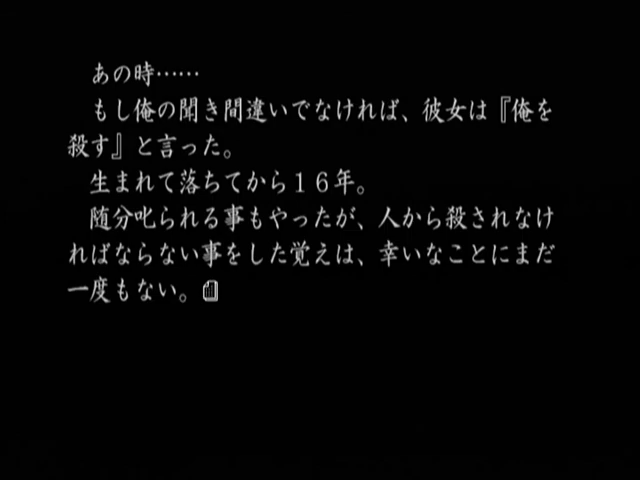 あの時……
もし俺の聞き間違いでなければ、彼女は『俺を
殺す』と言った。
生まれて落ちてから１６年。
随分叱られる事もやったが、人から殺されなけ
ればならない事をした覚えは、幸いなことにまだ
一度もない。